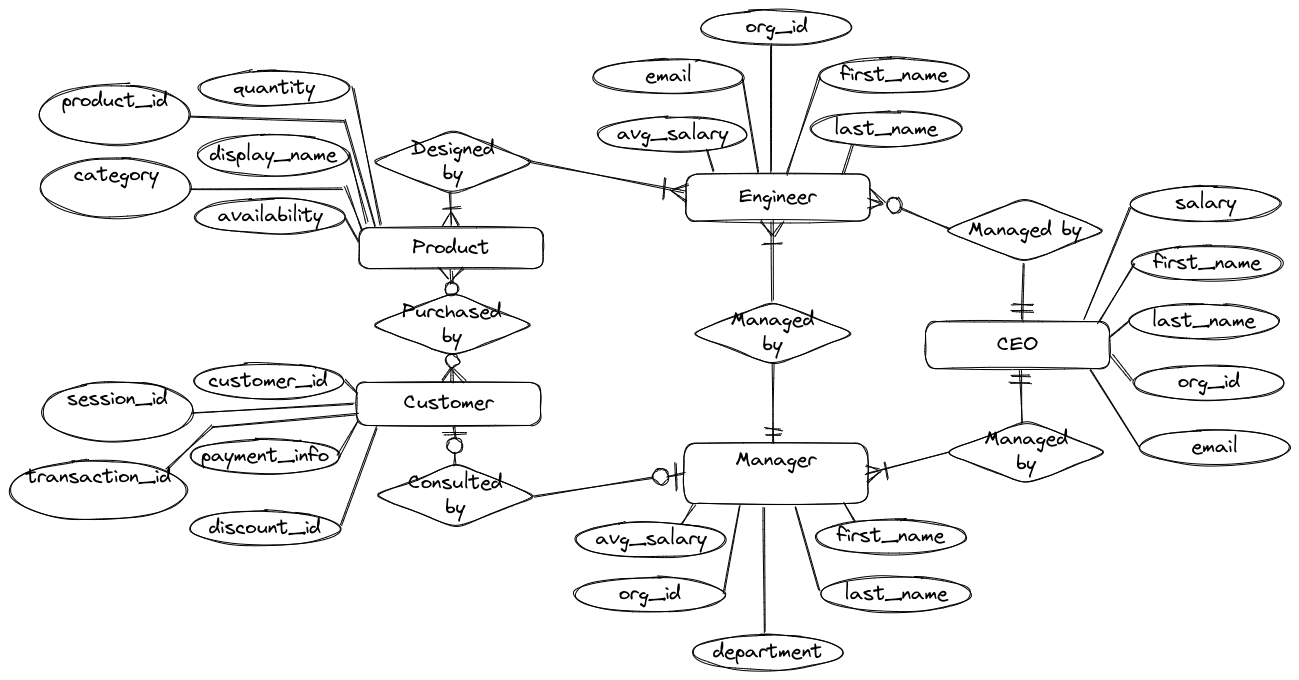 org_id
email
first_name
quantity
product_id
avg_salary
last_name
Designed
by
display_name
category
Engineer
salary
availability
Managed by
Product
first_name
Purchased
by
Managed
by
last_name
CEO
customer_id
org_id
session_id
Customer
payment_info
Managed
by
email
Manager
transaction_id
Consulted
by
discount_id
avg_salary
first_name
org_id
last_name
department